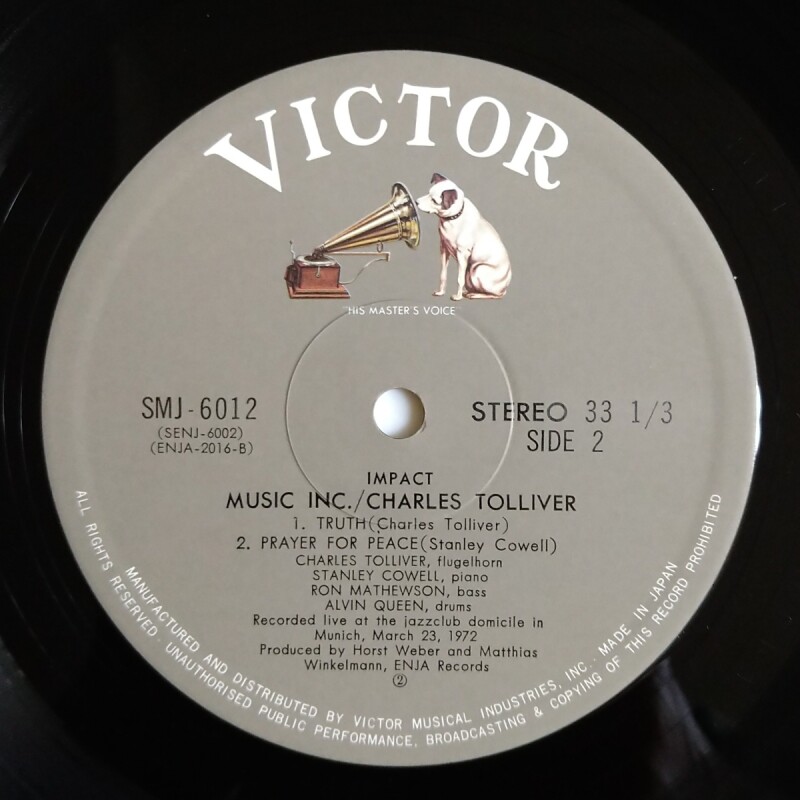 VICTOR
"HIS MASTER'S VOICE"
SMJ-6012
(SENJ-6002)
(ENJA-2016-B)
STEREO 33 1/3
SIDE 2
IMPACT
MUSIC INC./CHARLES TOLLIVER
1. TRUTH(Charles Tolliver)
2. PRAYER FOR PEACE(Stanley Cowell)
CHARLES TOLLIVER, flugelhorn
STANLEY COWELL, piano
RON MATHEWSON, bass
ALVIN QUEEN, drums
Recorded live at the jazzclub domicile in
Munich, March 23, 1972
Produced by Horst Weber and Matthias
Winkelmann, ENJA Records
②
MANUFACTURED AND DISTRIBUTED BY VICTOR MUSICAL INDUSTRIES, INC. · MADE IN JAPAN
ALL RIGHTS RESERVED. UNAUTHORISED PUBLIC PERFORMANCE, BROADCASTING & COPYING OF THIS RECORD PROHIBITED